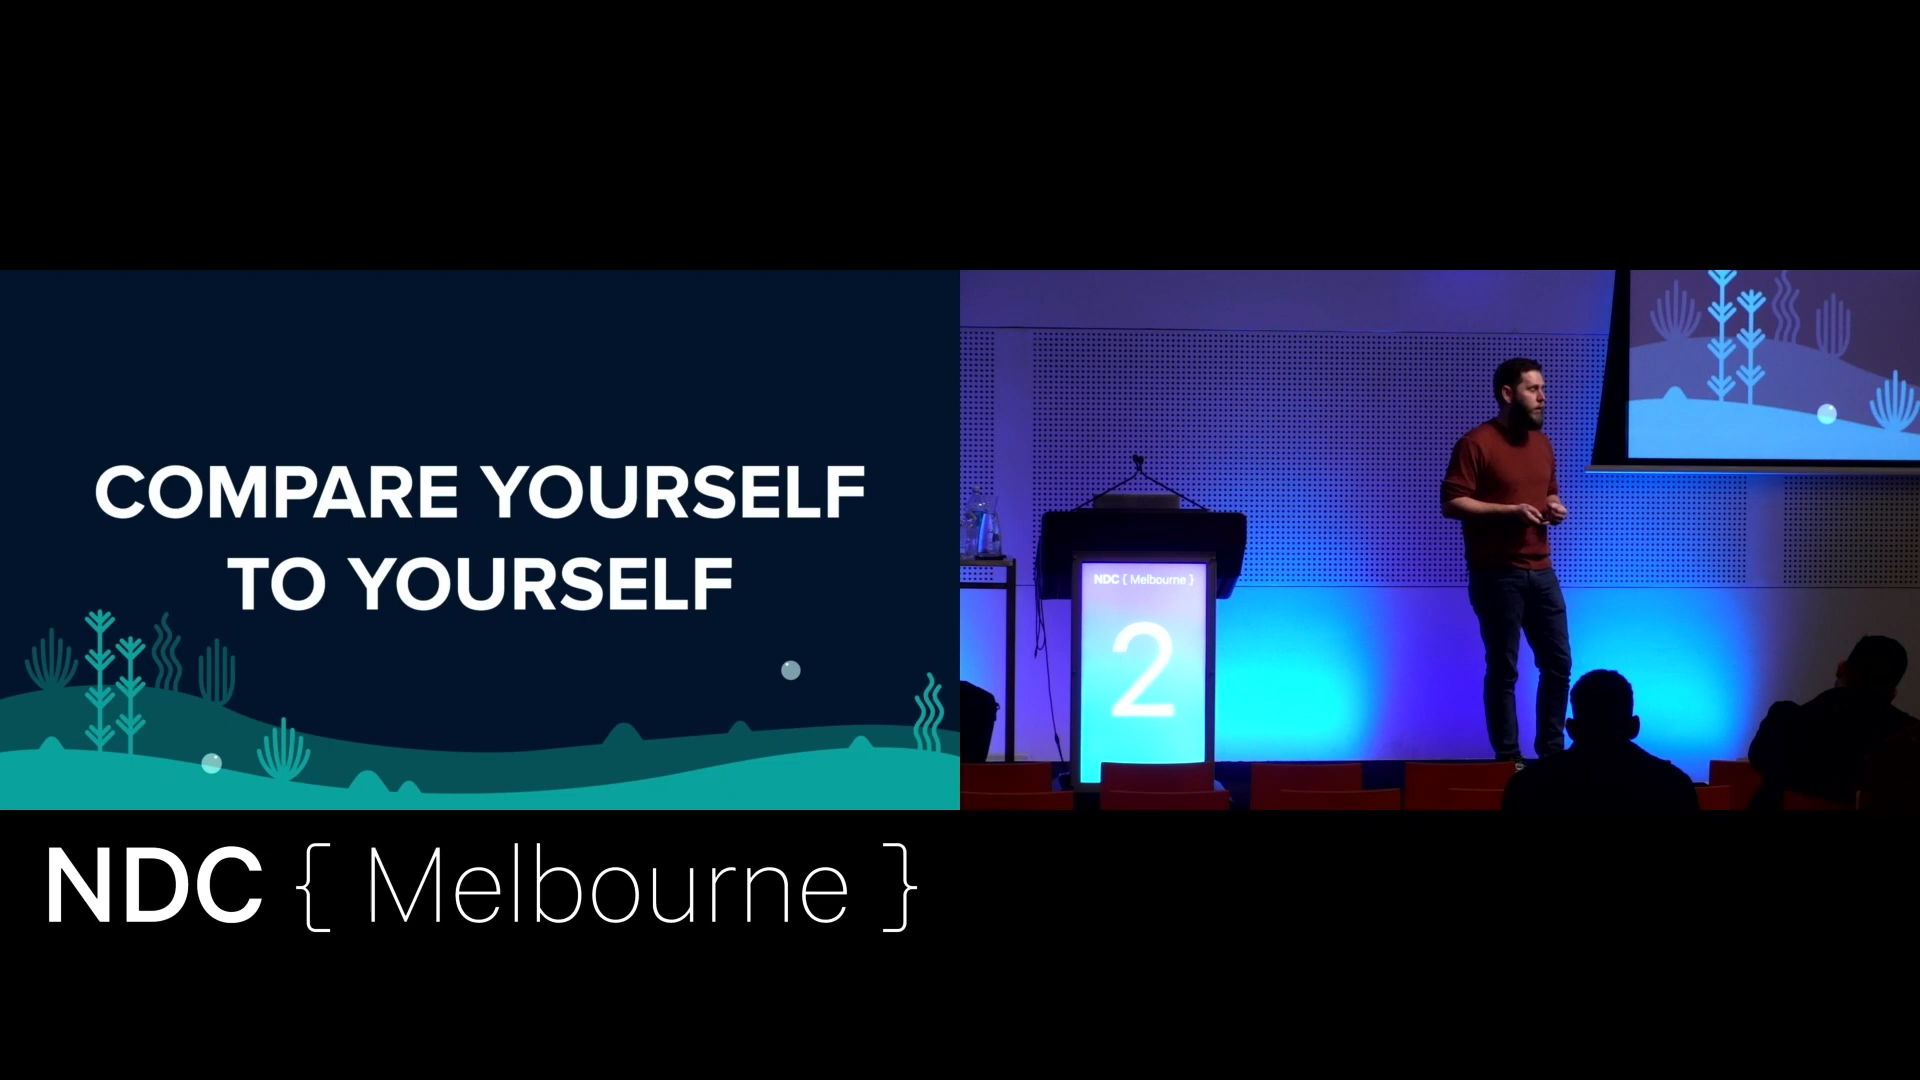 COMPARE YOURSELF
TO YOURSELF
NDC { Melbourne }
2
NDC { Melbourne }